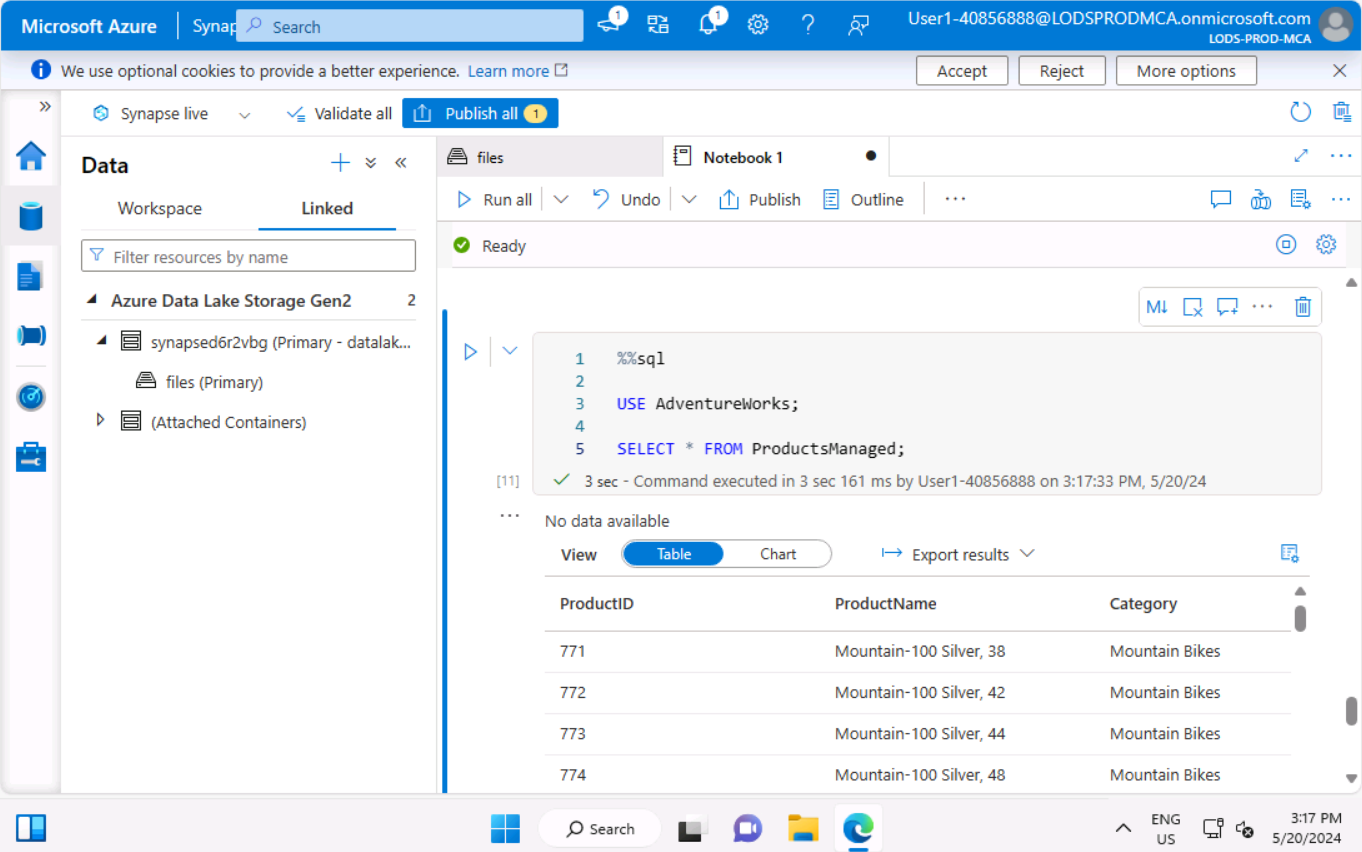 Microsoft Azure
Synap
Search
1
1
User1-40856888@LODSPRODMCA.onmicrosoft.com
LODS-PROD-MCA
We use optional cookies to provide a better experience. Learn more
Accept
Reject
More options
Synapse live
Validate all
Publish all 1
Data
Workspace
Linked
Filter resources by name
Azure Data Lake Storage Gen2 2
synapsed6r2vbg (Primary - datalak...
files (Primary)
(Attached Containers)
files
Notebook 1
Run all
Undo
Publish
Outline
...
Ready
M↓
1 %%sql
2
3 USE AdventureWorks;
4
5 SELECT * FROM ProductsManaged;
[11]
3 sec - Command executed in 3 sec 161 ms by User1-40856888 on 3:17:33 PM, 5/20/24
...
No data available
View
Table
Chart
Export results
ProductID ProductName Category
771 Mountain-100 Silver, 38 Mountain Bikes
772 Mountain-100 Silver, 42 Mountain Bikes
773 Mountain-100 Silver, 44 Mountain Bikes
774 Mountain-100 Silver, 48 Mountain Bikes
Search
ENG
US
3:17 PM
5/20/2024